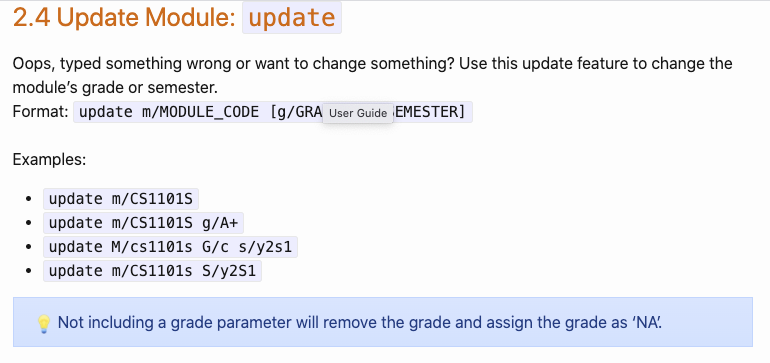 2.4 Update Module: update
Oops, typed something wrong or want to change something? Use this update feature to change the
module’s grade or semester.
Format: update m/MODULE_CODE [g/GRA User Guide EMESTER]
Examples:
• update m/CS1101S
• update m/CS1101S g/A+
• update M/cs1101s G/c s/y2s1
• update m/CS1101s S/y2S1
💡 Not including a grade parameter will remove the grade and assign the grade as ‘NA’.